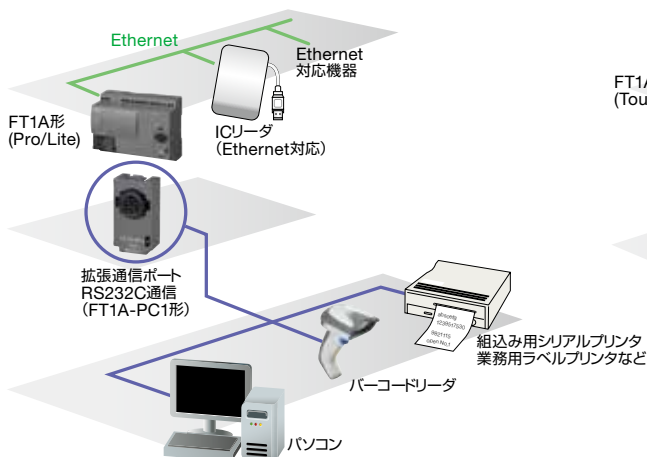 Ethernet
Ethernet
対応機器
FT1A形
(Pro/Lite)
ICリーダ
（Ethernet対応）
FT1A
(Tou
拡張通信ポート
RS232C通信
（FT1A-PC1形）
組込み用シリアルプリンタ
業務用ラベルプリンタなど
バーコードリーダ
パソコン